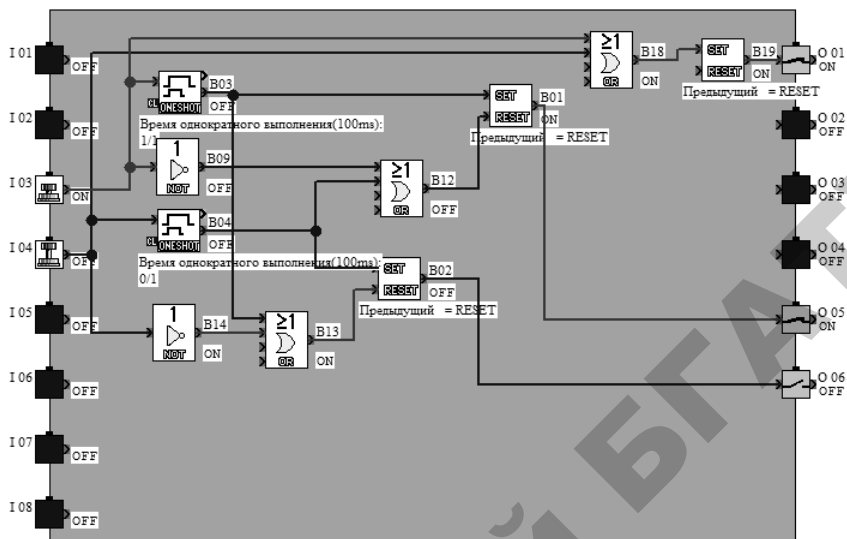 I 01
OFF
I 02
OFF
I 03
ON
I 04
OFF
I 05
OFF
I 06
OFF
I 07
OFF
I 08
OFF
B03
CL ONESHOT
OFF
Время однократного выполнения(100ms):
1/1
1
B09
NOT
OFF
B04
CL ONESHOT
OFF
Время однократного выполнения(100ms):
0/1
1
B14
NOT
ON
≥1
B13
OR
ON
≥1
B12
OR
OFF
SET
RESET
B02
OFF
Предыдущий = RESET
SET
RESET
B01
ON
Предыдущий = RESET
≥1
B18
OR
ON
SET
RESET
B19
ON
Предыдущий = RESET
O 01
ON
O 02
OFF
O 03
OFF
O 04
OFF
O 05
ON
O 06
OFF
Й БГАТ